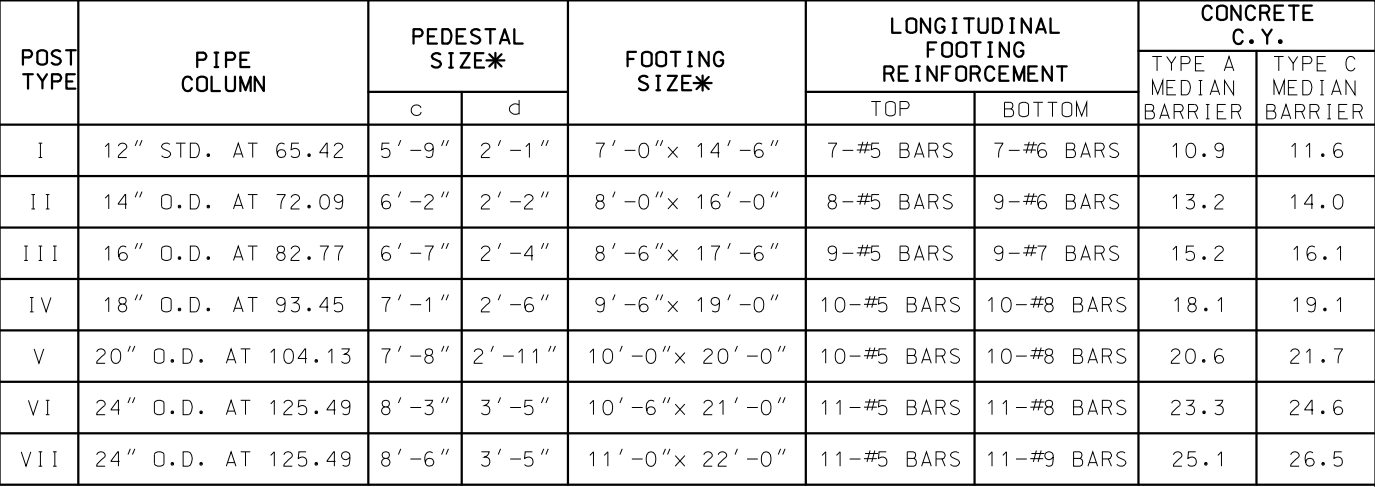 POST TYPE | PIPE COLUMN | PEDESTAL SIZE* | FOOTING SIZE* | LONGITUDINAL FOOTING REINFORCEMENT | CONCRETE C.Y.
c | d | TOP | BOTTOM | TYPE A MEDIAN BARRIER | TYPE C MEDIAN BARRIER
I | 12" STD. AT 65.42 | 5'-9" | 2'-1" | 7'-0"x 14'-6" | 7-#5 BARS | 7-#6 BARS | 10.9 | 11.6
II | 14" O.D. AT 72.09 | 6'-2" | 2'-2" | 8'-0"x 16'-0" | 8-#5 BARS | 9-#6 BARS | 13.2 | 14.0
III | 16" O.D. AT 82.77 | 6'-7" | 2'-4" | 8'-6"x 17'-6" | 9-#5 BARS | 9-#7 BARS | 15.2 | 16.1
IV | 18" O.D. AT 93.45 | 7'-1" | 2'-6" | 9'-6"x 19'-0" | 10-#5 BARS | 10-#8 BARS | 18.1 | 19.1
V | 20" O.D. AT 104.13 | 7'-8" | 2'-11" | 10'-0"x 20'-0" | 10-#5 BARS | 10-#8 BARS | 20.6 | 21.7
VI | 24" O.D. AT 125.49 | 8'-3" | 3'-5" | 10'-6"x 21'-0" | 11-#5 BARS | 11-#8 BARS | 23.3 | 24.6
VII | 24" O.D. AT 125.49 | 8'-6" | 3'-5" | 11'-0"x 22'-0" | 11-#5 BARS | 11-#9 BARS | 25.1 | 26.5